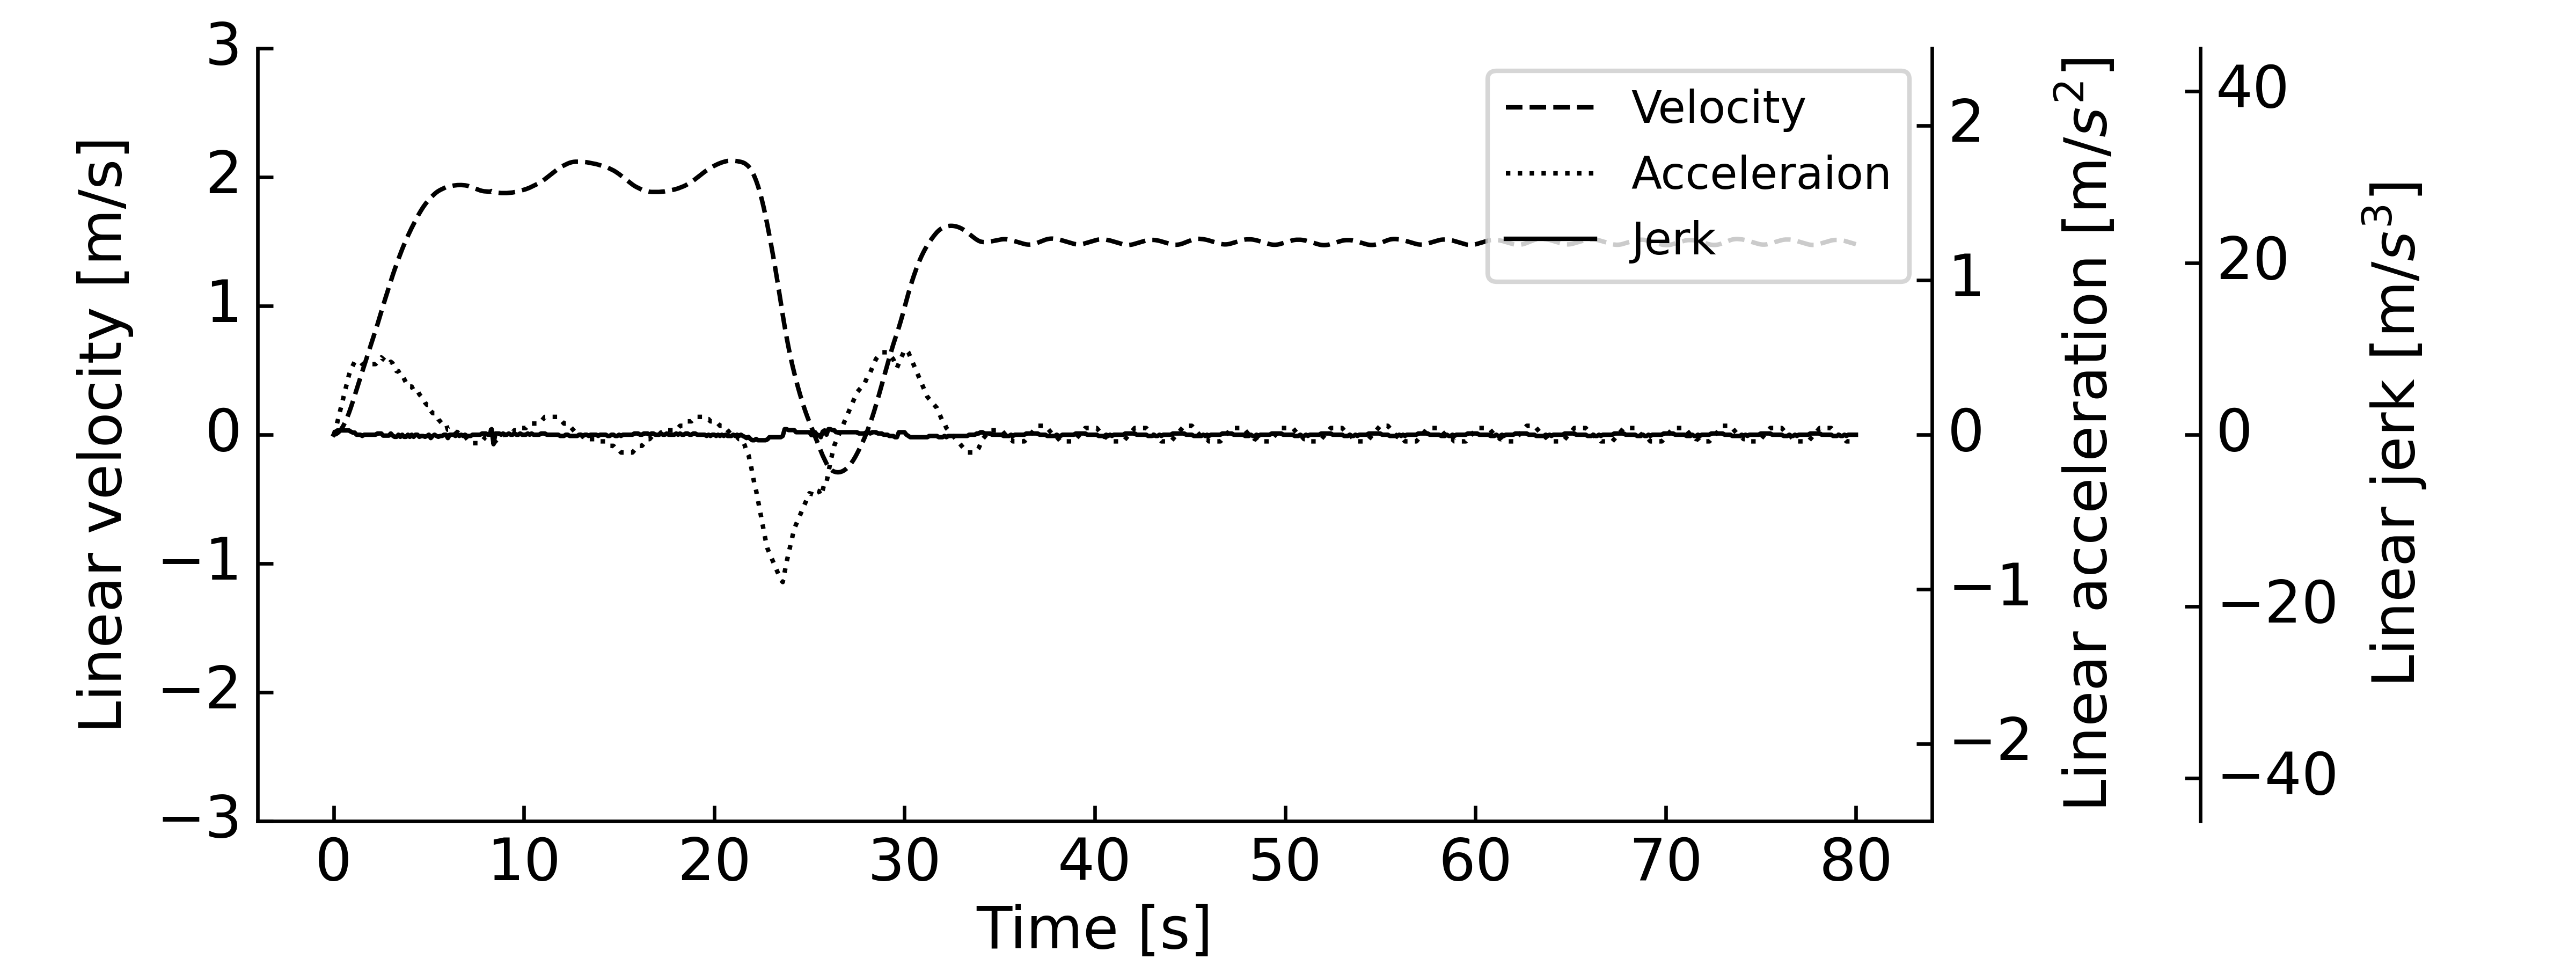 Linear velocity [m/s]
3
2
1
0
−1
−2
−3
0 10 20 30 40 50 60 70 80
Time [s]
Velocity
Acceleraion
Jerk
2
1
0
−1
−2
Linear acceleration [m/s²]
40
20
0
−20
−40
Linear jerk [m/s³]